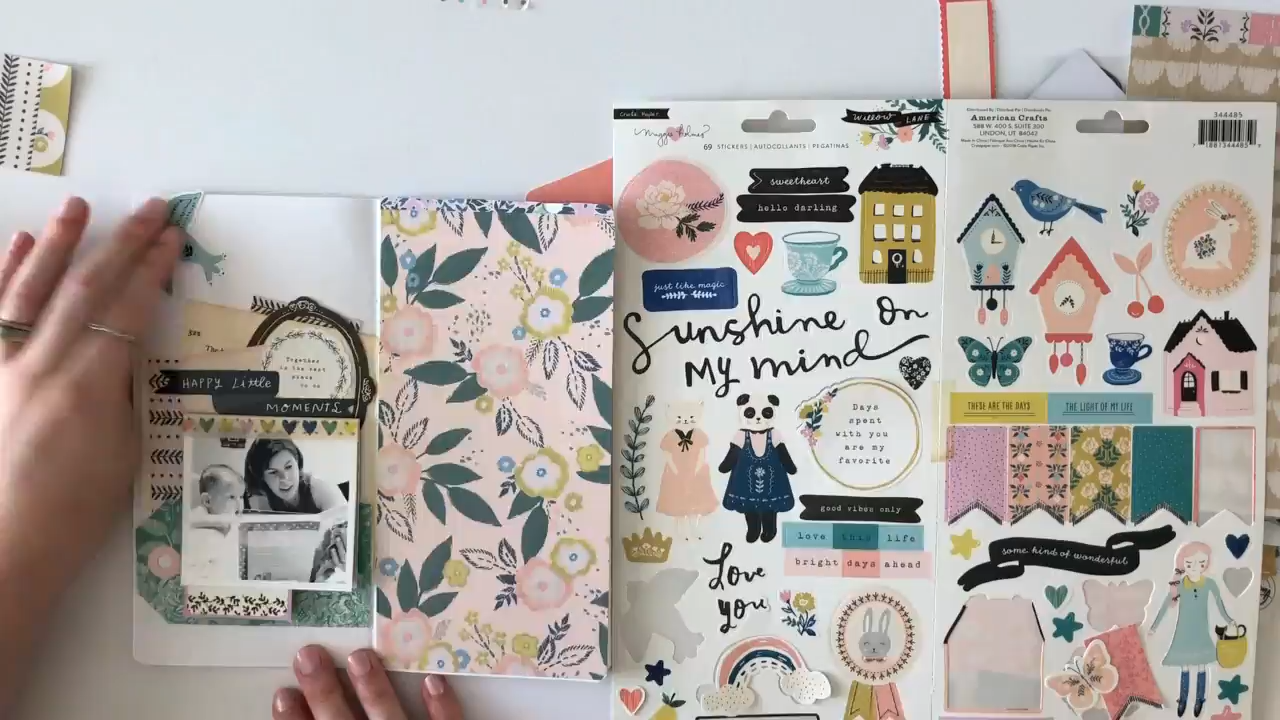 HAPPY Little
MOMENTS
Together
is the best
place
to be
Crate Paper
Maggie Holmes
WILLOW LANE
69 STICKERS | AUTOCOLLANTS | PEGATINAS
sweetheart
hello darling
just like magic
Sunshine on
MY mind
Days
spent
with you
are my
favorite
good vibes only
love this life
bright days ahead
Love
you
American Crafts
588 W. 400 S. SUITE 300
LINDON, UT 84042
344485
THESE ARE THE DAYS
THE LIGHT OF MY LIFE
some kind of wonderful